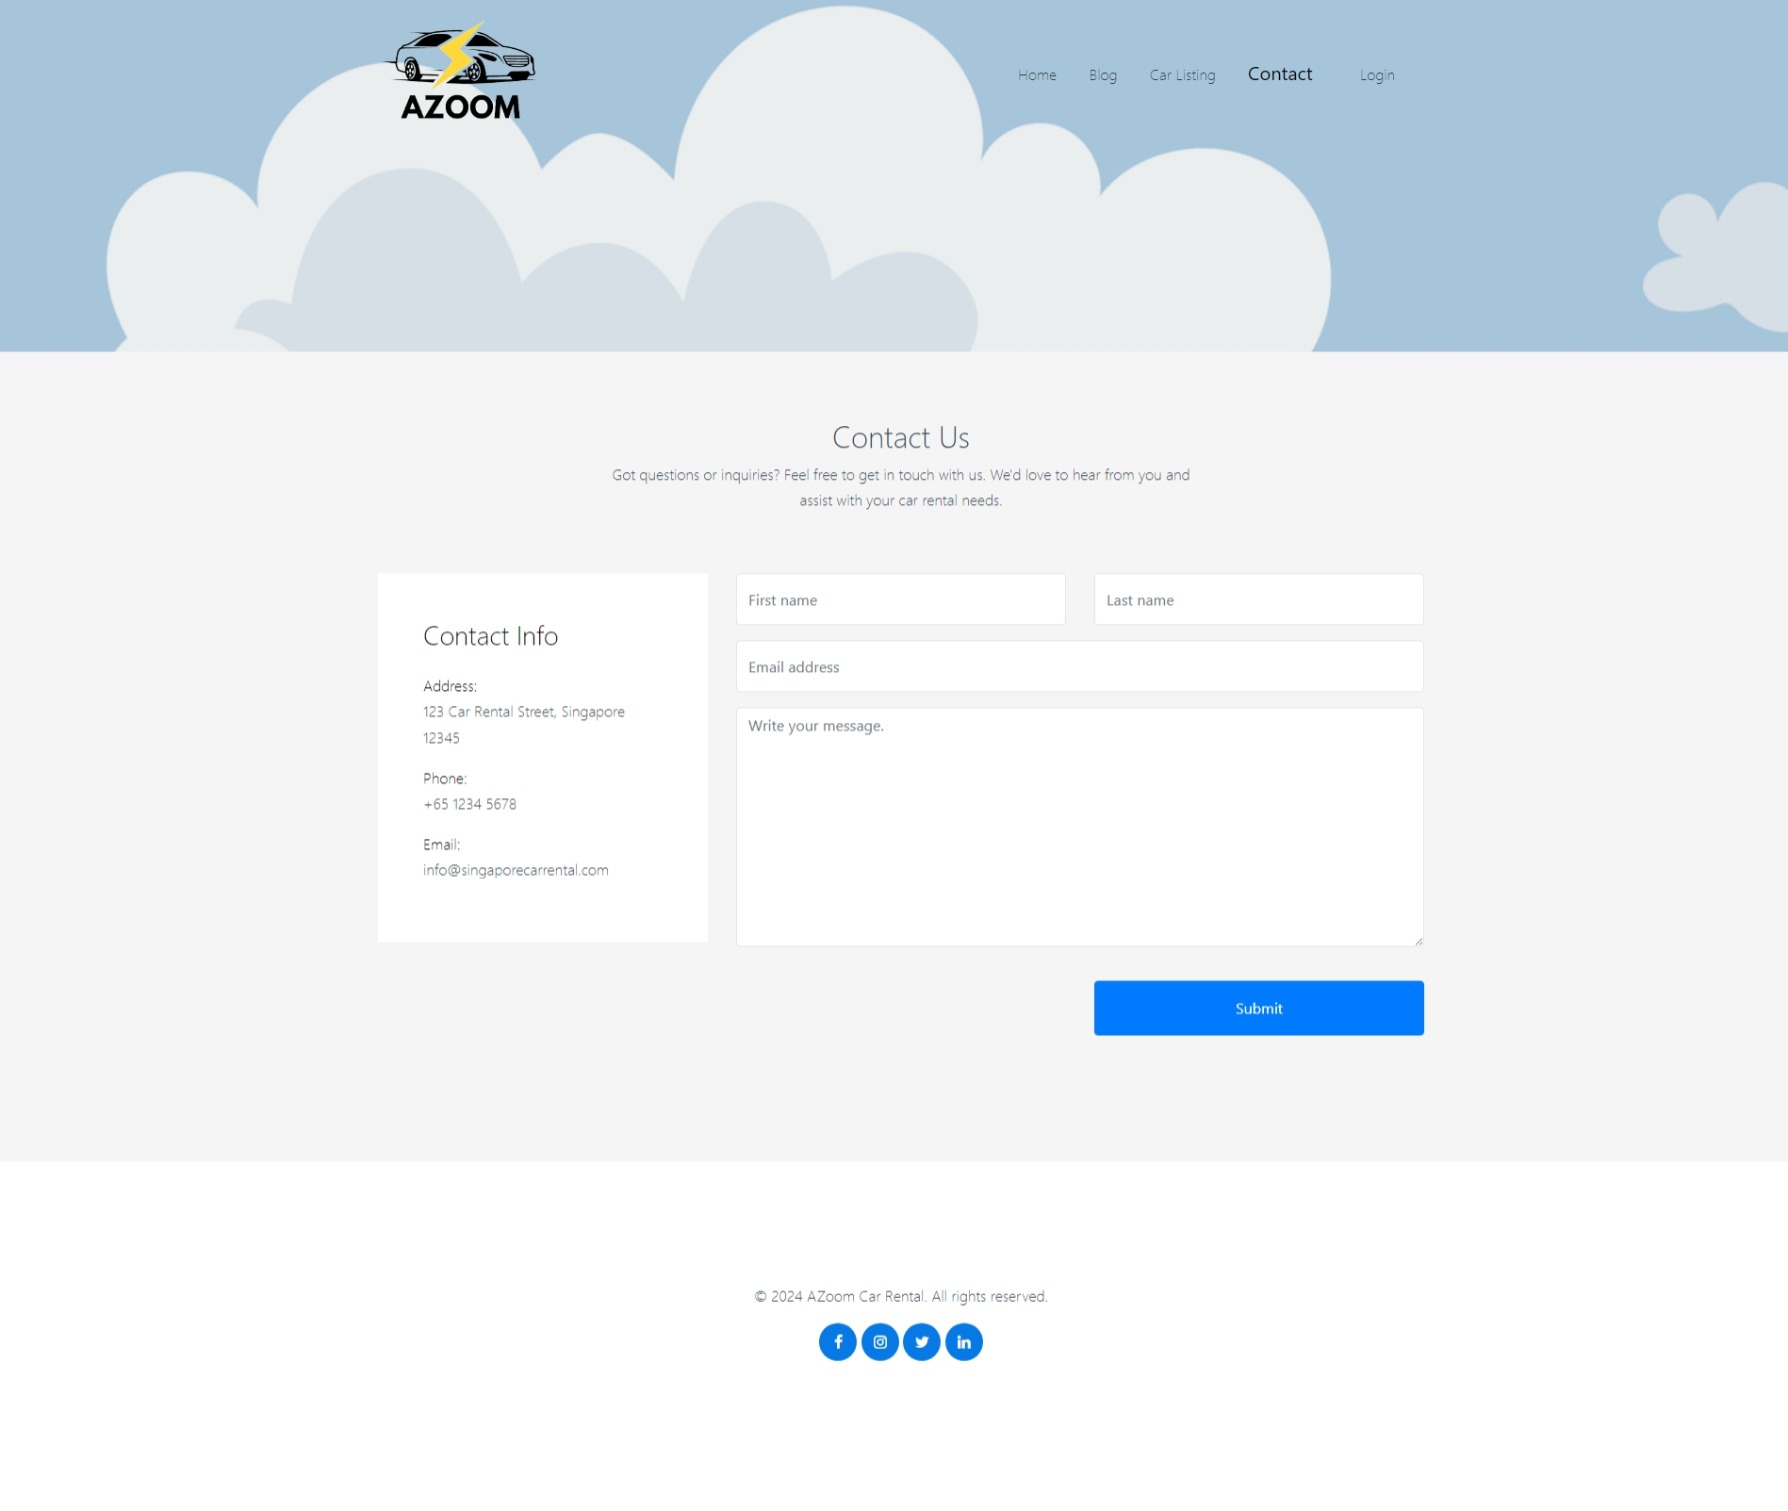 AZOOM
Home
Blog
Car Listing
Contact
Login
Contact Us
Got questions or inquiries? Feel free to get in touch with us. We'd love to hear from you and
assist with your car rental needs.
Contact Info
Address:
123 Car Rental Street, Singapore
12345
Phone:
+65 1234 5678
Email:
info@singaporecarrental.com
First name
Last name
Email address
Write your message.
Submit
© 2024 AZoom Car Rental. All rights reserved.